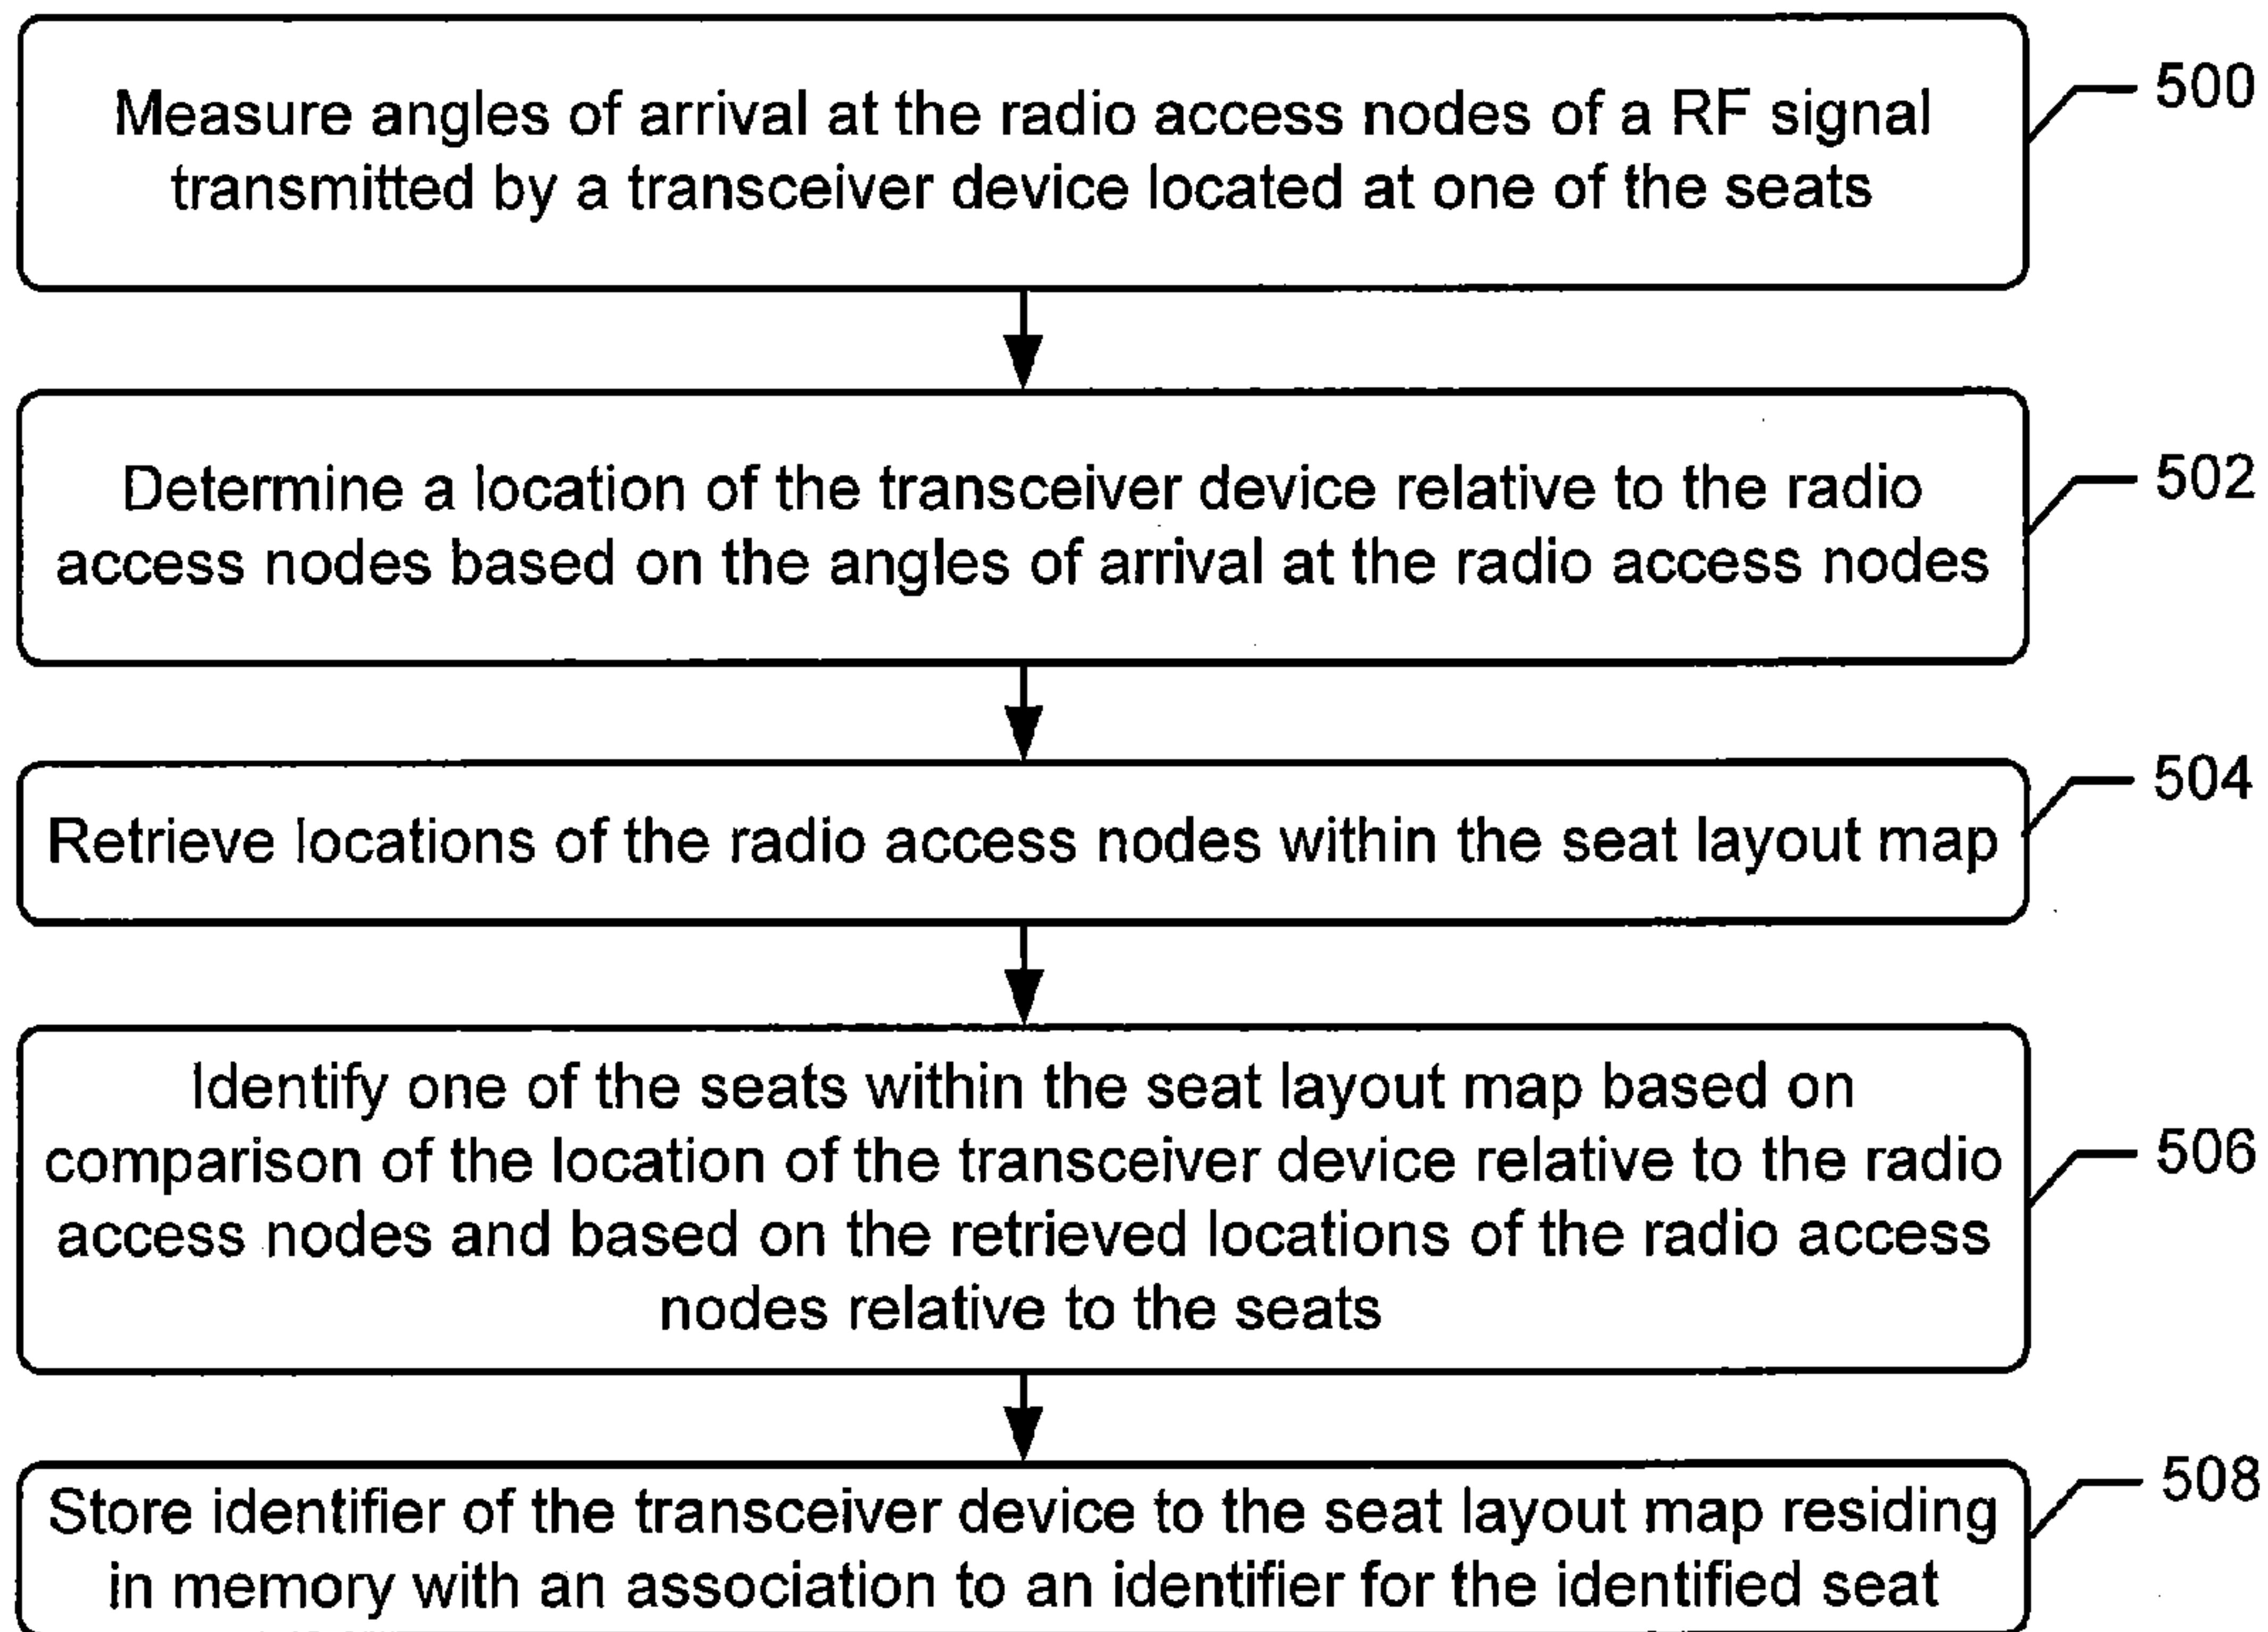 Measure angles of arrival at the radio access nodes of a RF signal
transmitted by a transceiver device located at one of the seats
500
Determine a location of the transceiver device relative to the radio
access nodes based on the angles of arrival at the radio access nodes
502
Retrieve locations of the radio access nodes within the seat layout map
504
Identify one of the seats within the seat layout map based on
comparison of the location of the transceiver device relative to the radio
access nodes and based on the retrieved locations of the radio access
nodes relative to the seats
506
Store identifier of the transceiver device to the seat layout map residing
in memory with an association to an identifier for the identified seat
508